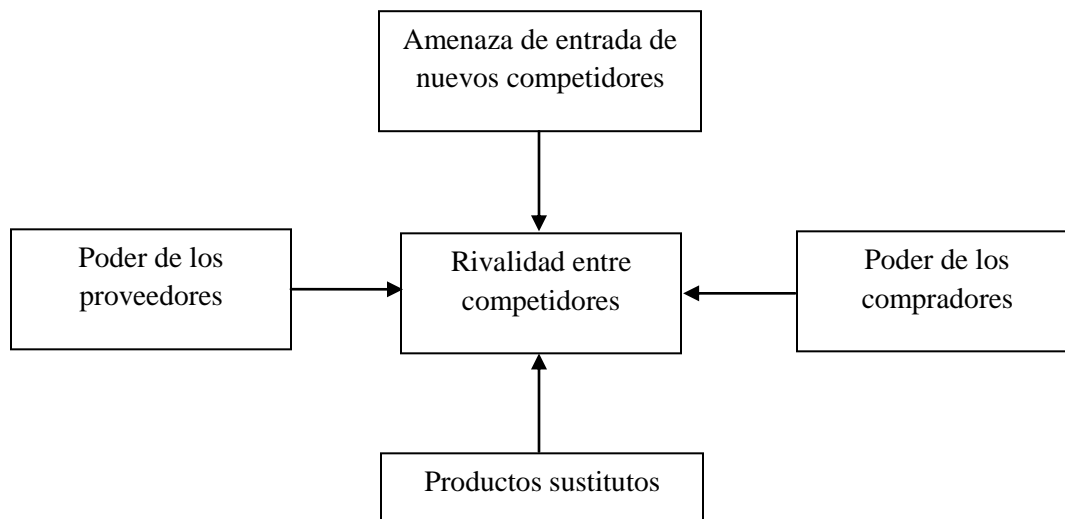 Amenaza de entrada de
nuevos competidores
Poder de los
proveedores
Rivalidad entre
competidores
Poder de los
compradores
Productos sustitutos